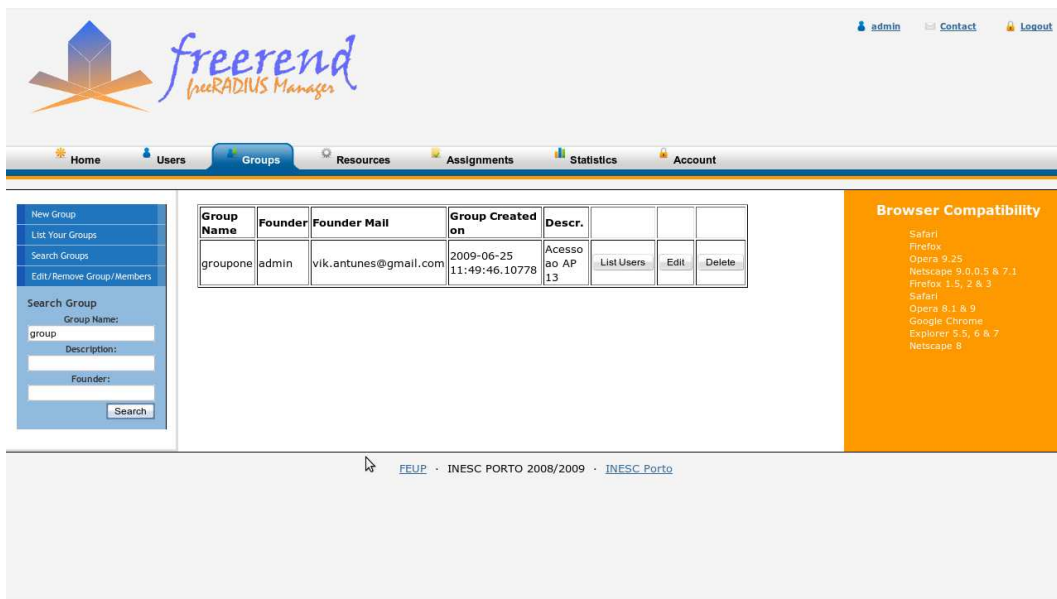 admin Contact Logout
freerend
freeRADIUS Manager
Home Users Groups Resources Assignments Statistics Account
New Group
List Your Groups
Search Groups
Edit/Remove Group/Members
Search Group
Group Name:
group
Description:
Founder:
Search
Group Name Founder Founder Mail Group Created on Descr.
groupone admin vik.antunes@gmail.com 2009-06-25 11:49:46.10778 Acesso ao AP 13 List Users Edit Delete
Browser Compatibility
Safari
Firefox
Opera 9.25
Netscape 9.0.0.5 & 7.1
Firefox 1.5, 2 & 3
Safari
Opera 8.1 & 9
Google Chrome
Explorer 5.5, 6 & 7
Netscape 8
FEUP · INESC PORTO 2008/2009 · INESC Porto